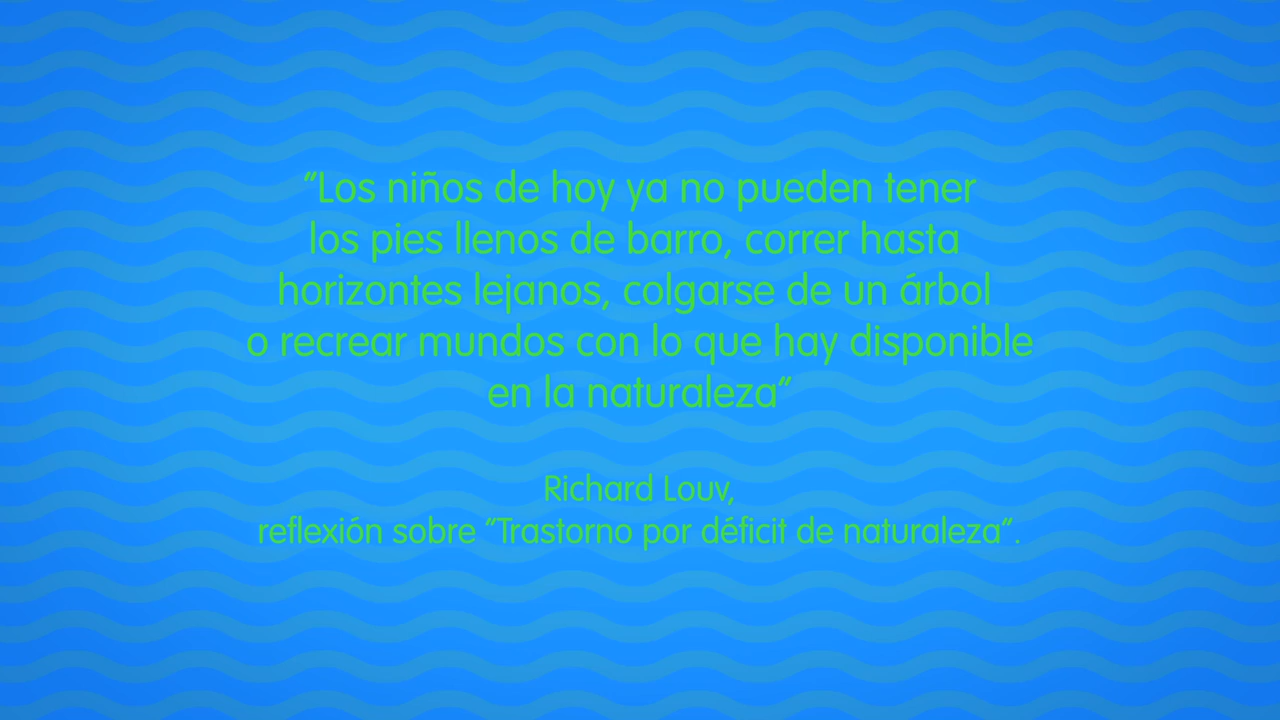 “Los niños de hoy ya no pueden tener
los pies llenos de barro, correr hasta
horizontes lejanos, colgarse de un árbol
o recrear mundos con lo que hay disponible
en la naturaleza”
Richard Louv,
reflexión sobre “Trastorno por déficit de naturaleza”.